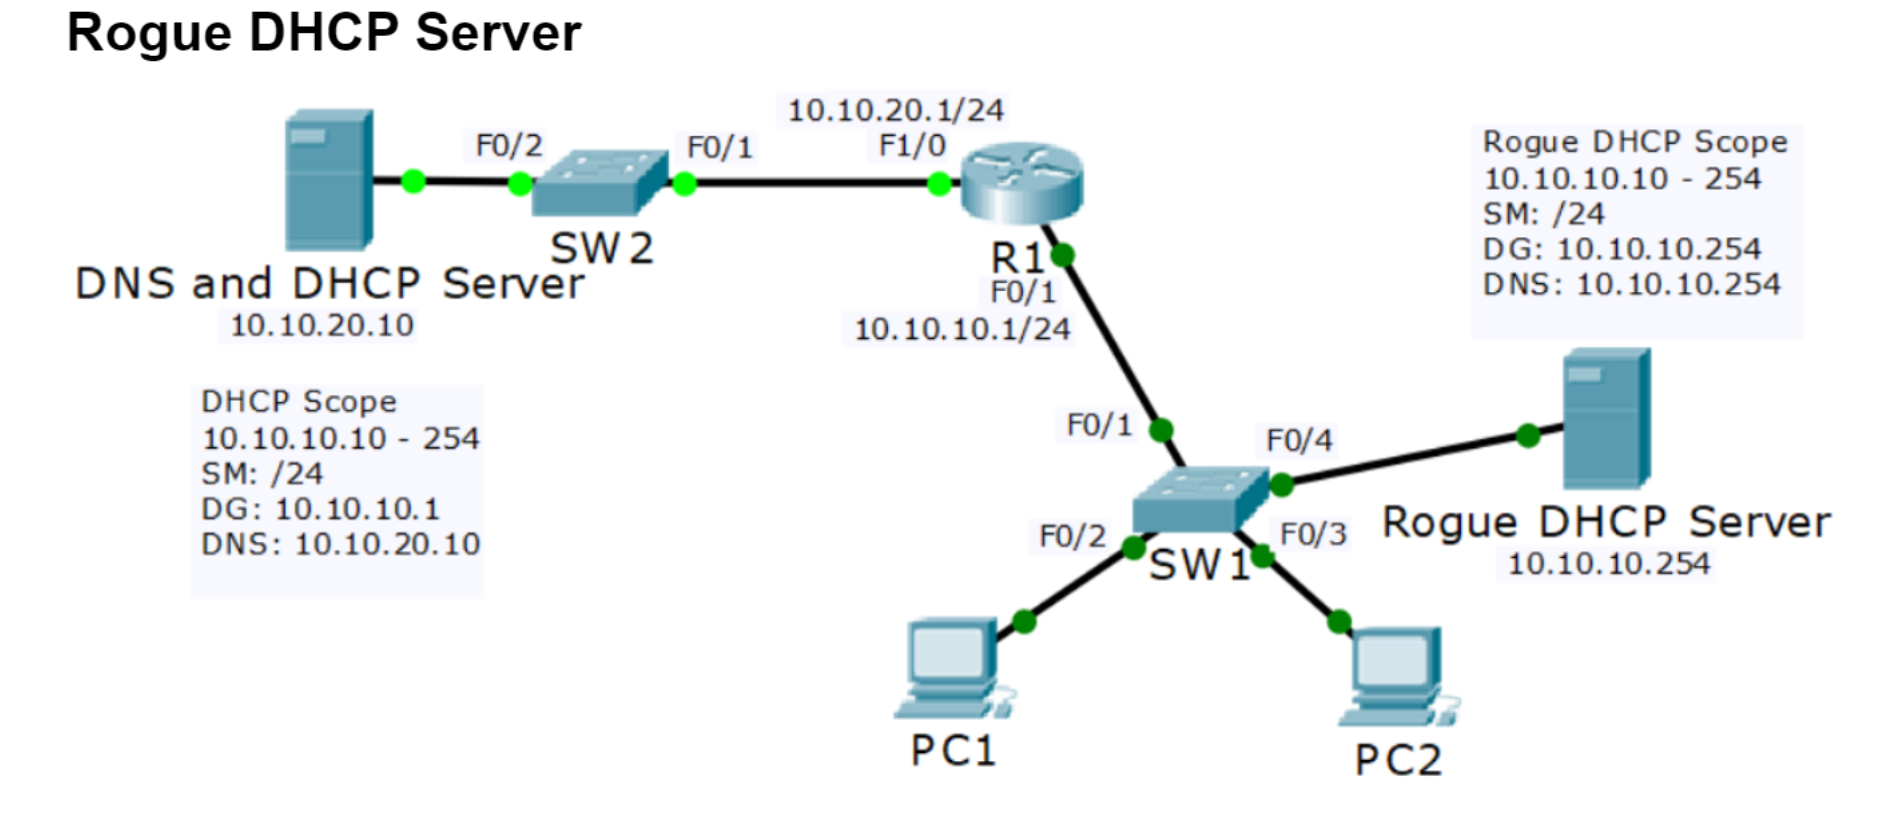 Rogue DHCP Server
10.10.20.1/24
F0/2
F0/1
F1/0
SW2
R1
DNS and DHCP Server
10.10.20.10
F0/1
10.10.10.1/24
Rogue DHCP Scope
10.10.10.10 - 254
SM: /24
DG: 10.10.10.254
DNS: 10.10.10.254
DHCP Scope
10.10.10.10 - 254
SM: /24
DG: 10.10.10.1
DNS: 10.10.20.10
F0/1
F0/4
Rogue DHCP Server
10.10.10.254
F0/2
F0/3
SW1
PC1
PC2